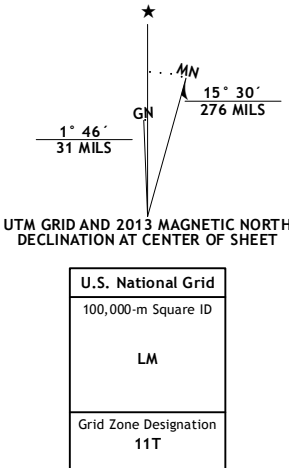 ★
MN
GN
15° 30´
276 MILS
1° 46´
31 MILS
UTM GRID AND 2013 MAGNETIC NORTH
DECLINATION AT CENTER OF SHEET
U.S. National Grid
100,000-m Square ID
LM
Grid Zone Designation
11T